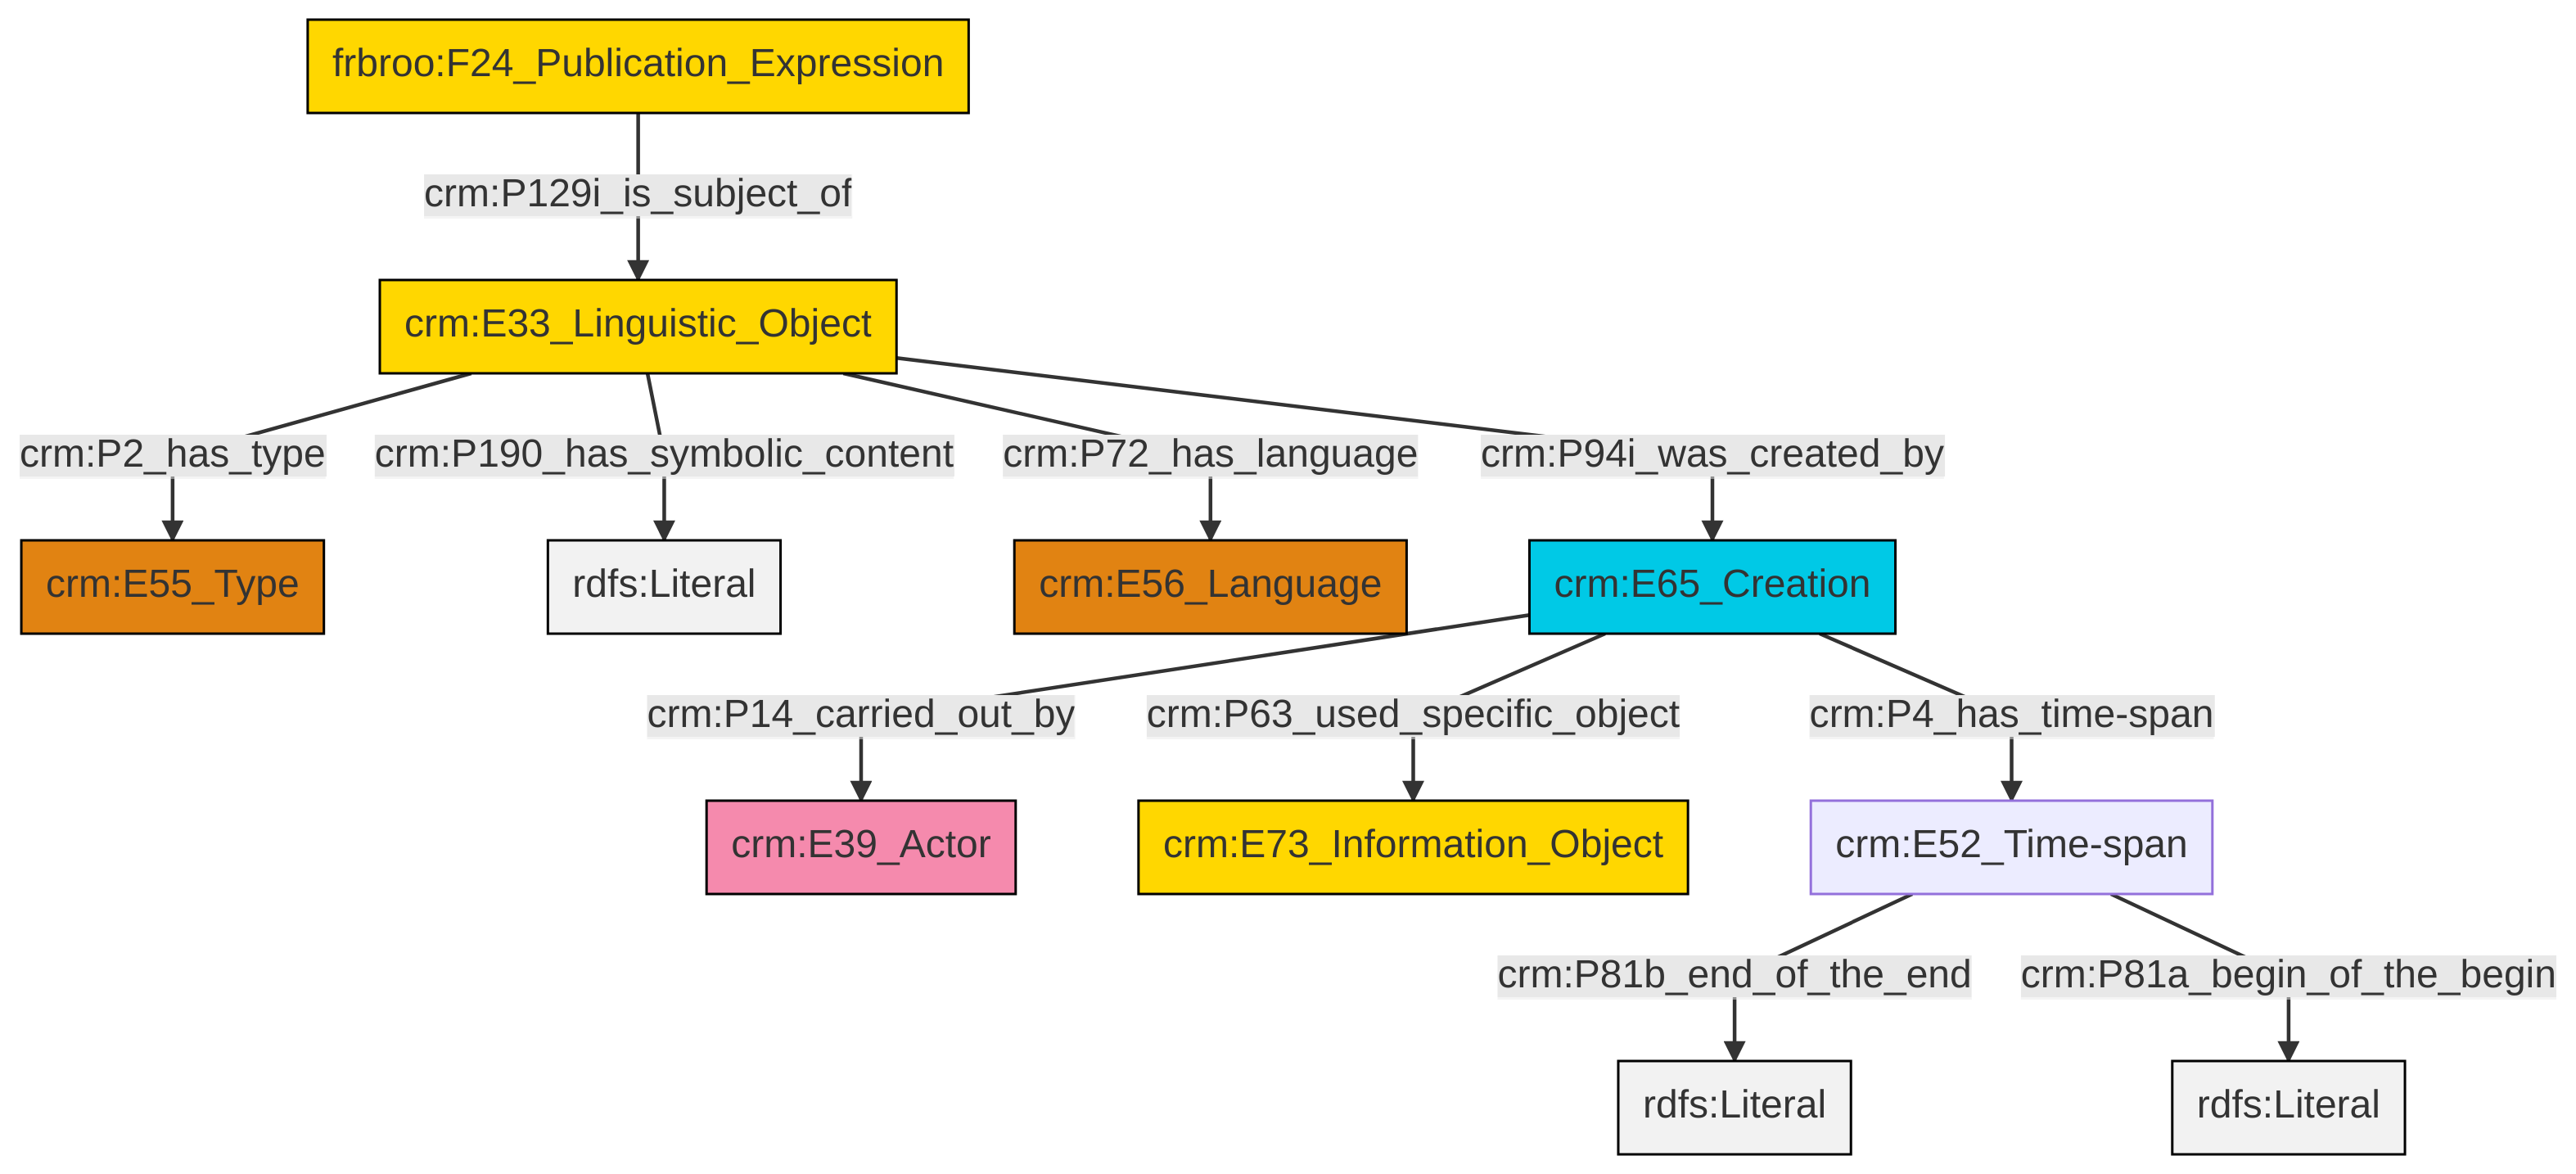 frbroo:F24_Publication_Expression
crm:P129i_is_subject_of
crm:E33_Linguistic_Object
crm:P2_has_type
crm:P190_has_symbolic_content
crm:P72_has_language
crm:P94i_was_created_by
crm:E55_Type
rdfs:Literal
crm:E56_Language
crm:E65_Creation
crm:P14_carried_out_by
crm:P63_used_specific_object
crm:P4_has_time-span
crm:E39_Actor
crm:E73_Information_Object
crm:E52_Time-span
crm:P81b_end_of_the_end
crm:P81a_begin_of_the_begin
rdfs:Literal
rdfs:Literal